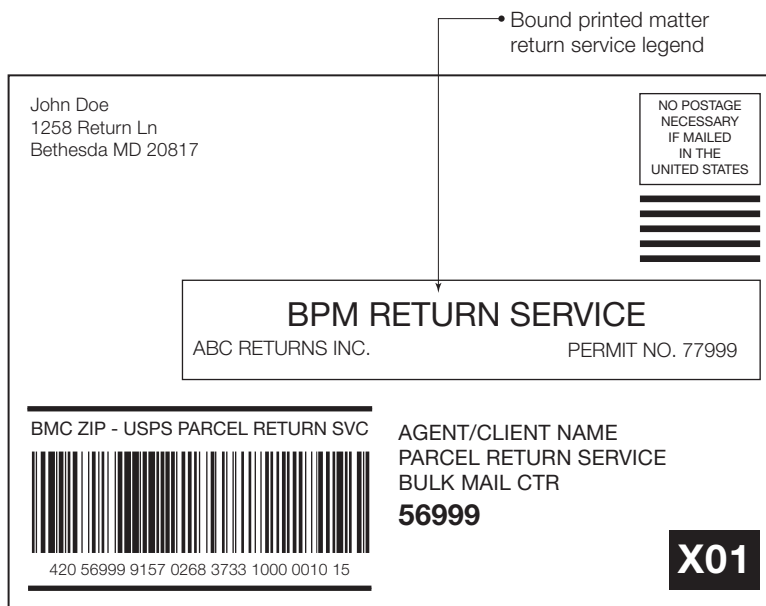 Bound printed matter
return service legend
John Doe
1258 Return Ln
Bethesda MD 20817
NO POSTAGE
NECESSARY
IF MAILED
IN THE
UNITED STATES
BPM RETURN SERVICE
ABC RETURNS INC. PERMIT NO. 77999
BMC ZIP - USPS PARCEL RETURN SVC
420 56999 9157 0268 3733 1000 0010 15
AGENT/CLIENT NAME
PARCEL RETURN SERVICE
BULK MAIL CTR
56999
X01